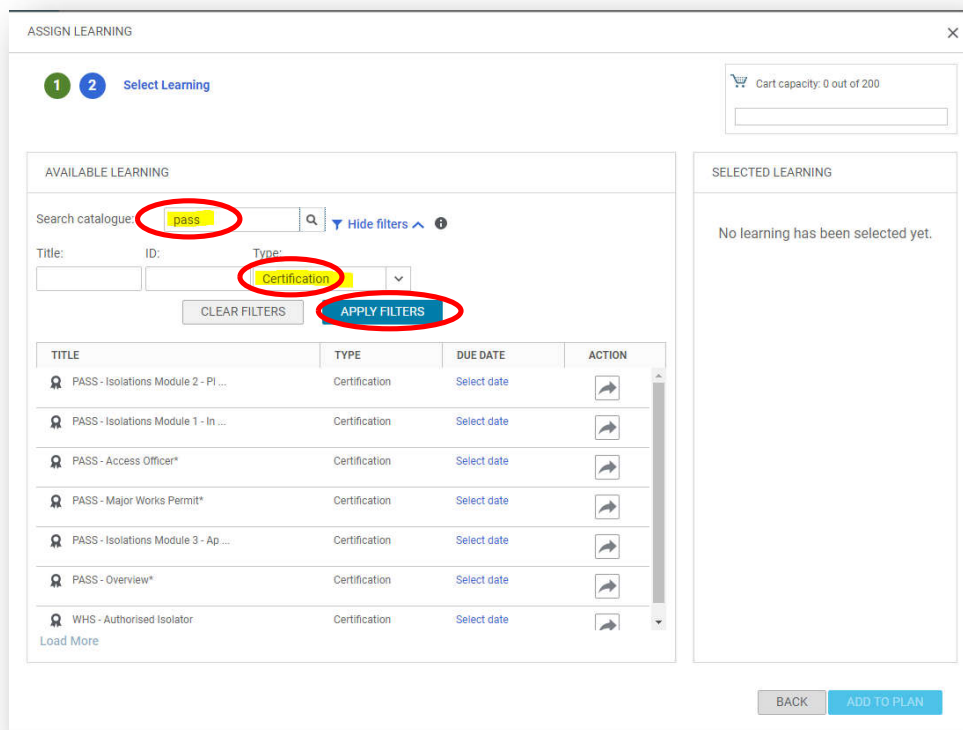 ASSIGN LEARNING
1 2 Select Learning
Cart capacity: 0 out of 200
AVAILABLE LEARNING
SELECTED LEARNING
Search catalogue: pass Hide filters
No learning has been selected yet.
Title: ID: Type:
Certification
CLEAR FILTERS APPLY FILTERS
TITLE TYPE DUE DATE ACTION
PASS - Isolations Module 2 - Pl ... Certification Select date
PASS - Isolations Module 1 - In ... Certification Select date
PASS - Access Officer* Certification Select date
PASS - Major Works Permit* Certification Select date
PASS - Isolations Module 3 - Ap ... Certification Select date
PASS - Overview* Certification Select date
WHS - Authorised Isolator Certification Select date
Load More
BACK ADD TO PLAN